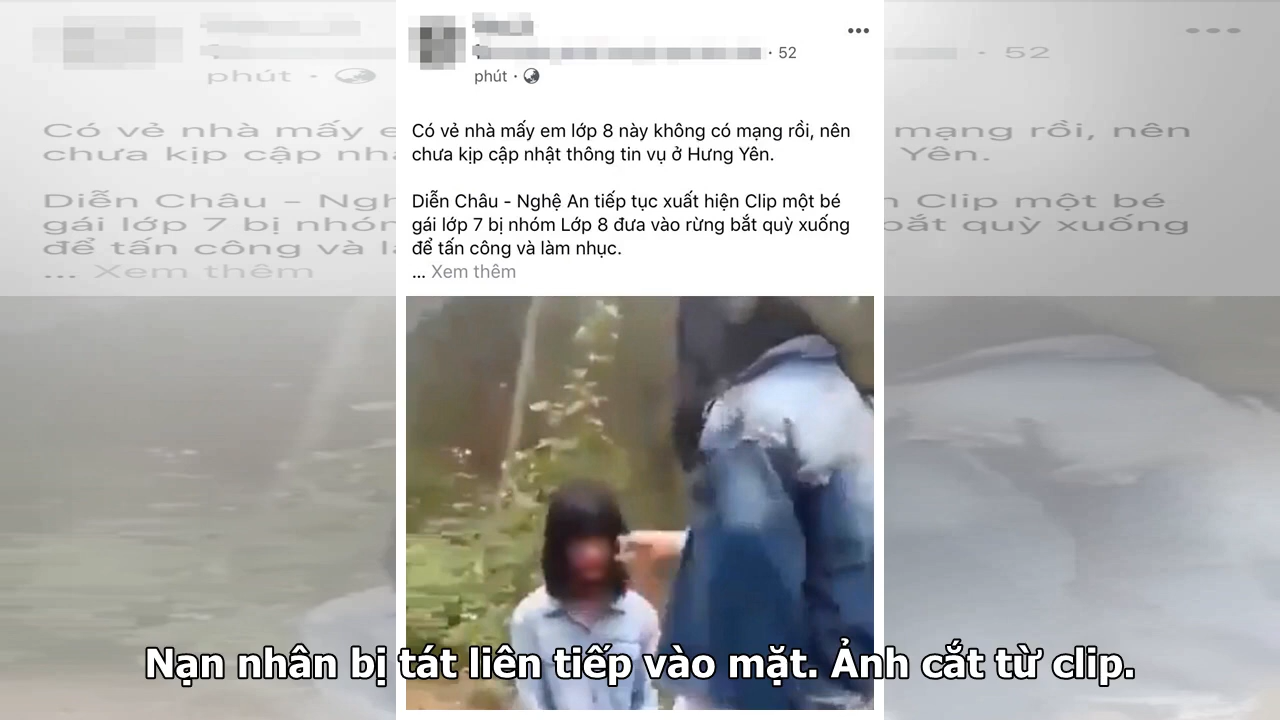 52
phút
Có vẻ nhà mấy em lớp 8 này không có mạng rồi, nên
chưa kịp cập nhật thông tin vụ ở Hưng Yên.
Diễn Châu - Nghệ An tiếp tục xuất hiện Clip một bé
gái lớp 7 bị nhóm Lớp 8 đưa vào rừng bắt quỳ xuống
để tấn công và làm nhục.
... Xem thêm
Nạn nhân bị tát liên tiếp vào mặt. Ảnh cắt từ clip.